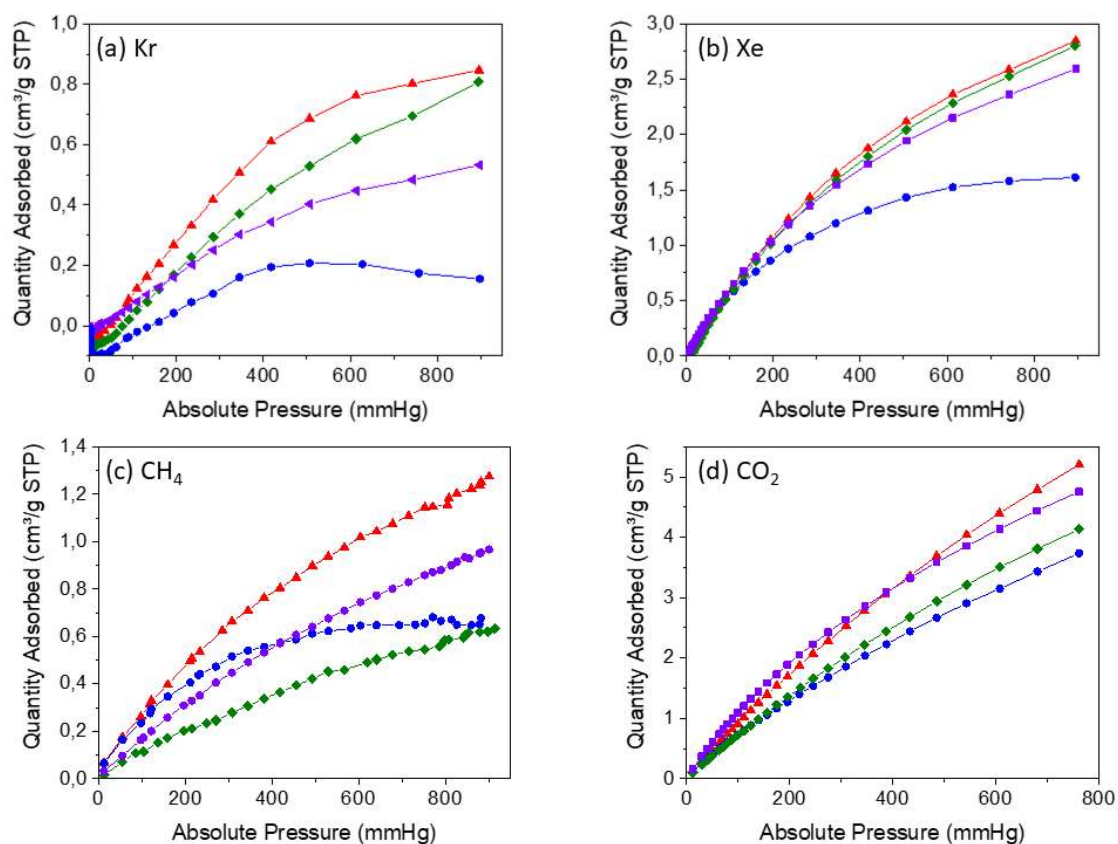 (a) Kr
Quantity Adsorbed (cm³/g STP)
1,0
0,8
0,6
0,4
0,2
0,0
0 200 400 600 800
Absolute Pressure (mmHg)
(b) Xe
Quantity Adsorbed (cm³/g STP)
3,0
2,5
2,0
1,5
1,0
0,5
0,0
0 200 400 600 800
Absolute Pressure (mmHg)
(c) CH₄
Quantity Adsorbed (cm³/g STP)
1,4
1,2
1,0
0,8
0,6
0,4
0,2
0,0
0 200 400 600 800
Absolute Pressure (mmHg)
(d) CO₂
Quantity Adsorbed (cm³/g STP)
5
4
3
2
1
0
0 200 400 600 800
Absolute Pressure (mmHg)